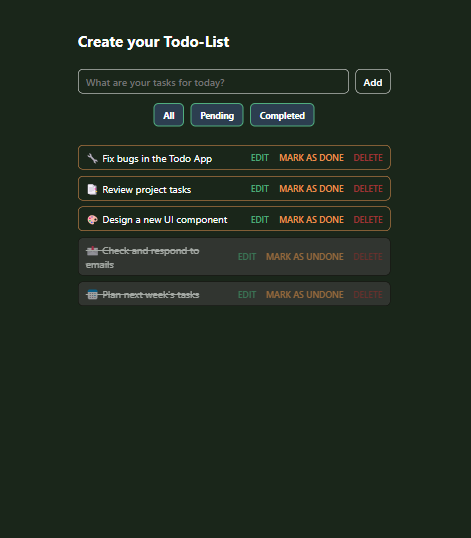 Create your Todo-List
What are your tasks for today?
Add
All
Pending
Completed
Fix bugs in the Todo App
EDIT
MARK AS DONE
DELETE
Review project tasks
EDIT
MARK AS DONE
DELETE
Design a new UI component
EDIT
MARK AS DONE
DELETE
Check and respond to
emails
EDIT
MARK AS UNDONE
DELETE
Plan next week's tasks
EDIT
MARK AS UNDONE
DELETE